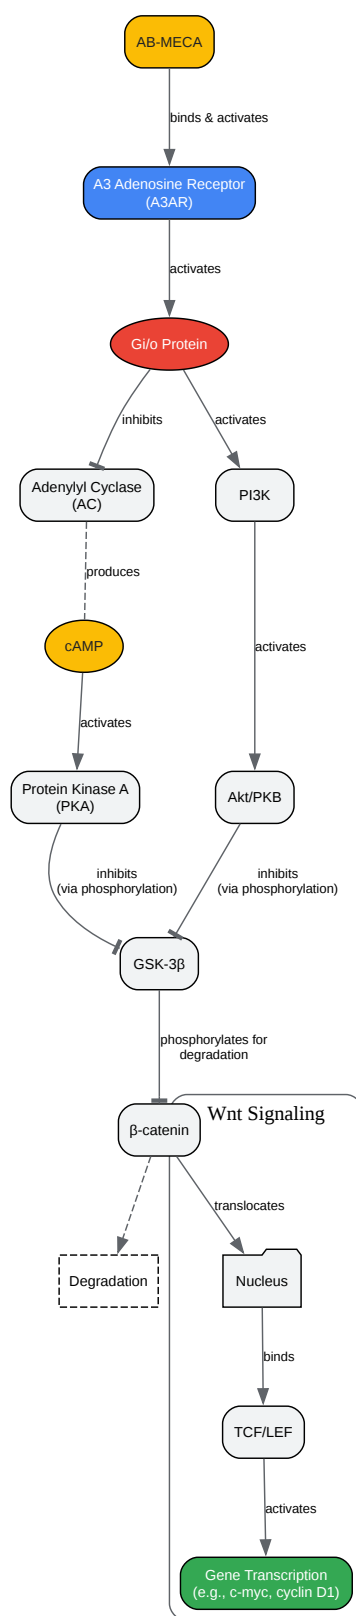 AB-MECA
binds & activates
A3 Adenosine Receptor
(A3AR)
activates
Gi/o Protein
inhibits
activates
Adenylyl Cyclase
(AC)
PI3K
produces
cAMP
activates
activates
Protein Kinase A
(PKA)
Akt/PKB
inhibits
(via phosphorylation)
inhibits
(via phosphorylation)
GSK-3β
phosphorylates for
degradation
Wnt Signaling
β-catenin
translocates
Degradation
Nucleus
binds
TCF/LEF
activates
Gene Transcription
(e.g., c-myc, cyclin D1)